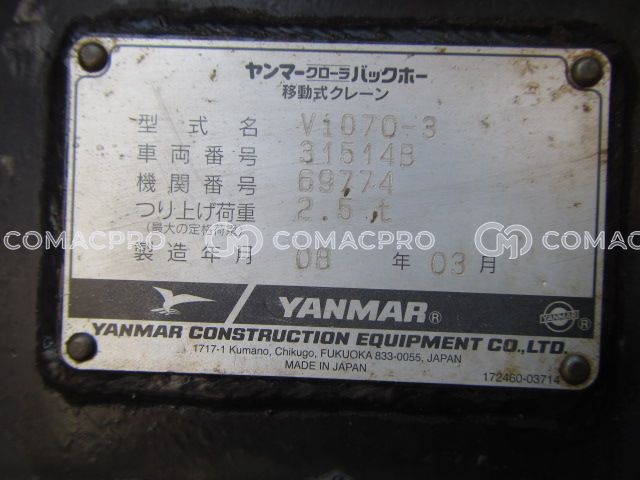 ヤンマークローラバックホー
移動式クレーン
型式名 Vi070-3
車両番号 31514B
機関番号 69774
つり上げ荷重 2.5 t
(最大の定格荷重)
COMACPRO COMACPRO COMACPRO
製造年月 08 年 03 月
YANMAR® YANMAR ®
YANMAR CONSTRUCTION EQUIPMENT CO.,LTD.
1717-1 Kumano, Chikugo, FUKUOKA 833-0055, JAPAN
MADE IN JAPAN
172460-03714